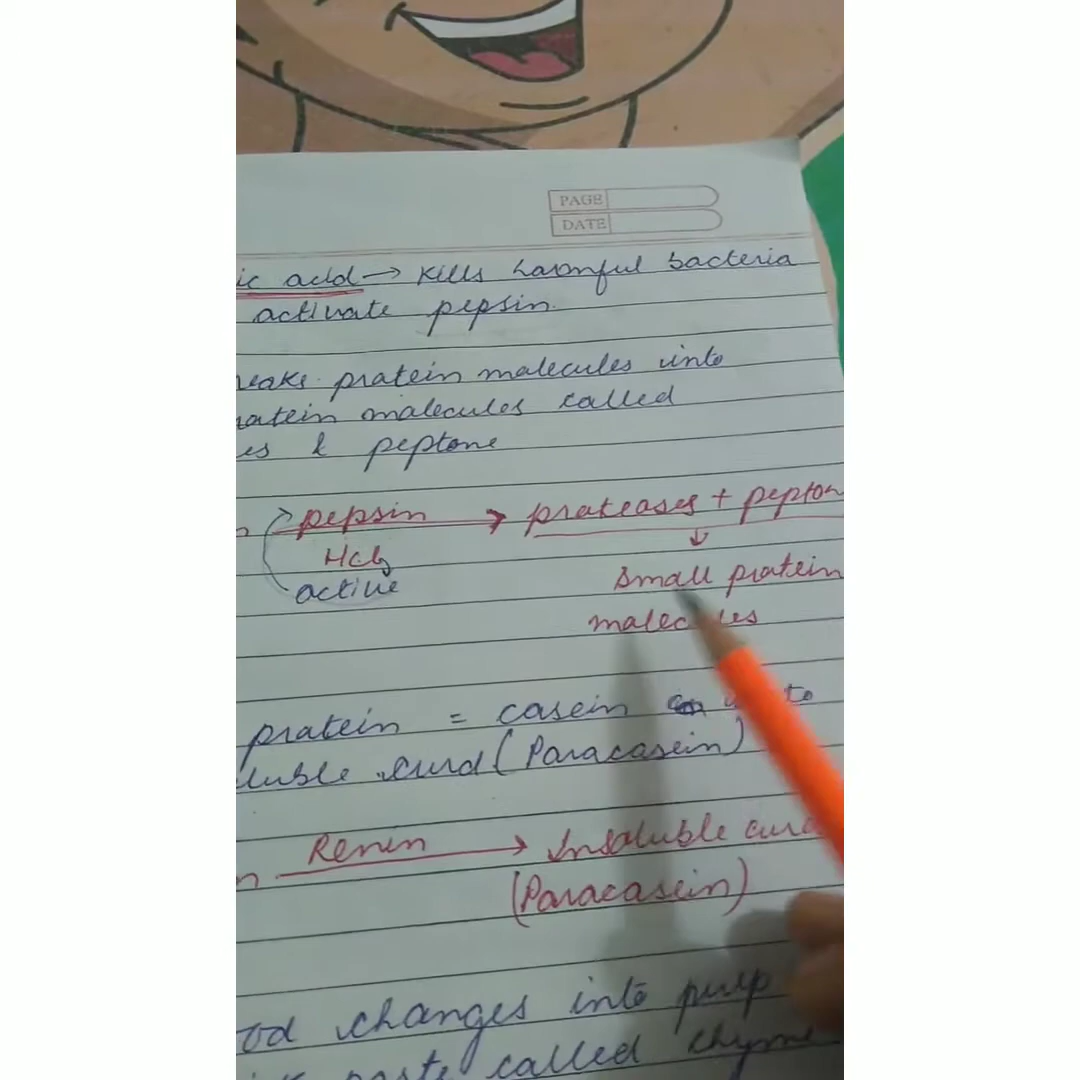 PAGE
DATE
ic acid → Kills harmful bacteria
activate pepsin.
reaks protein molecules into
rotein molecules called
es & peptone
n pepsin → proteases + pepton
HCl
active
↓
Small protein
molecules
protein = casein into
luble curd (Paracasein)
n Renin → Insoluble curd
(Paracasein)
od changes into pulp
paste called chyme